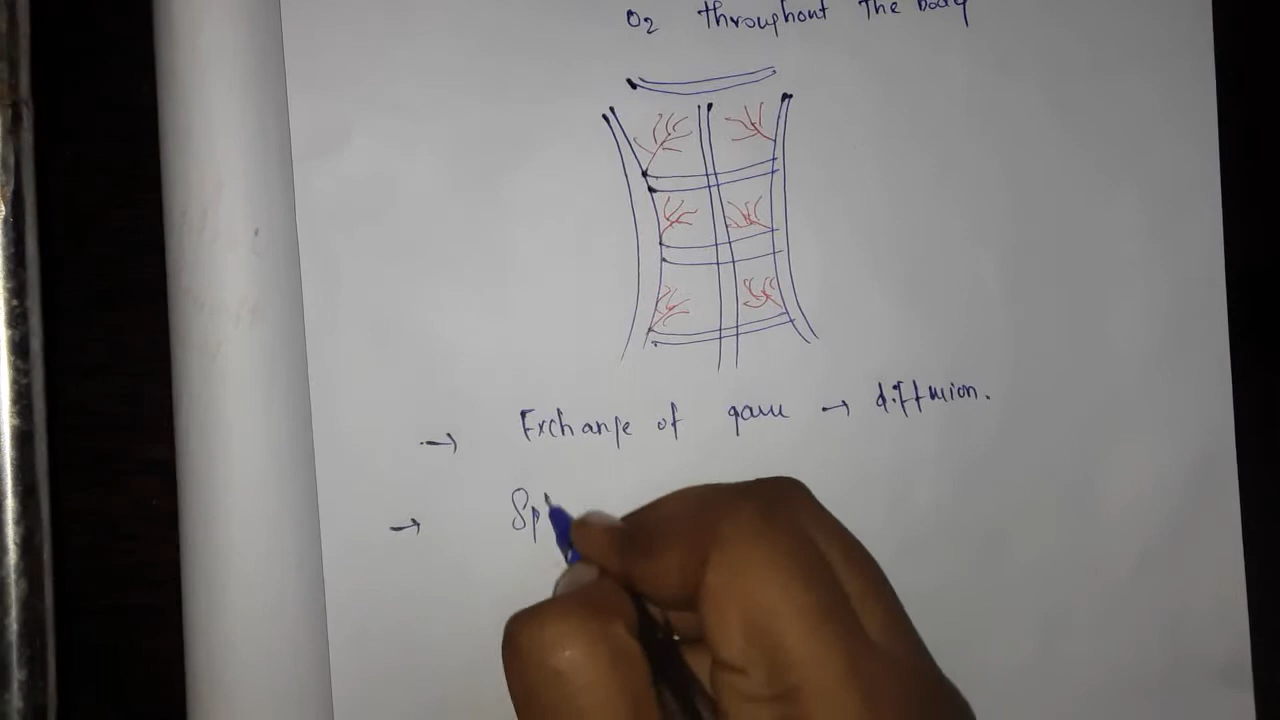 O2 throughout The body
→ Exchange of gases → diffusion.
→ Sp